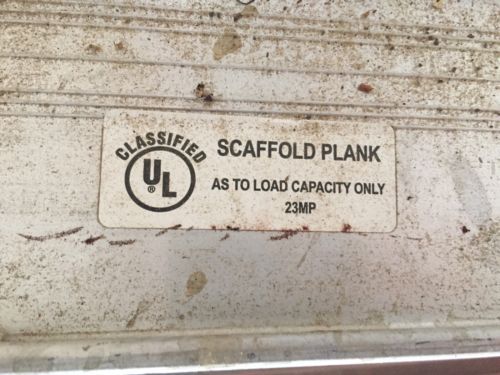 CLASSIFIED
UL®
SCAFFOLD PLANK
AS TO LOAD CAPACITY ONLY
23MP